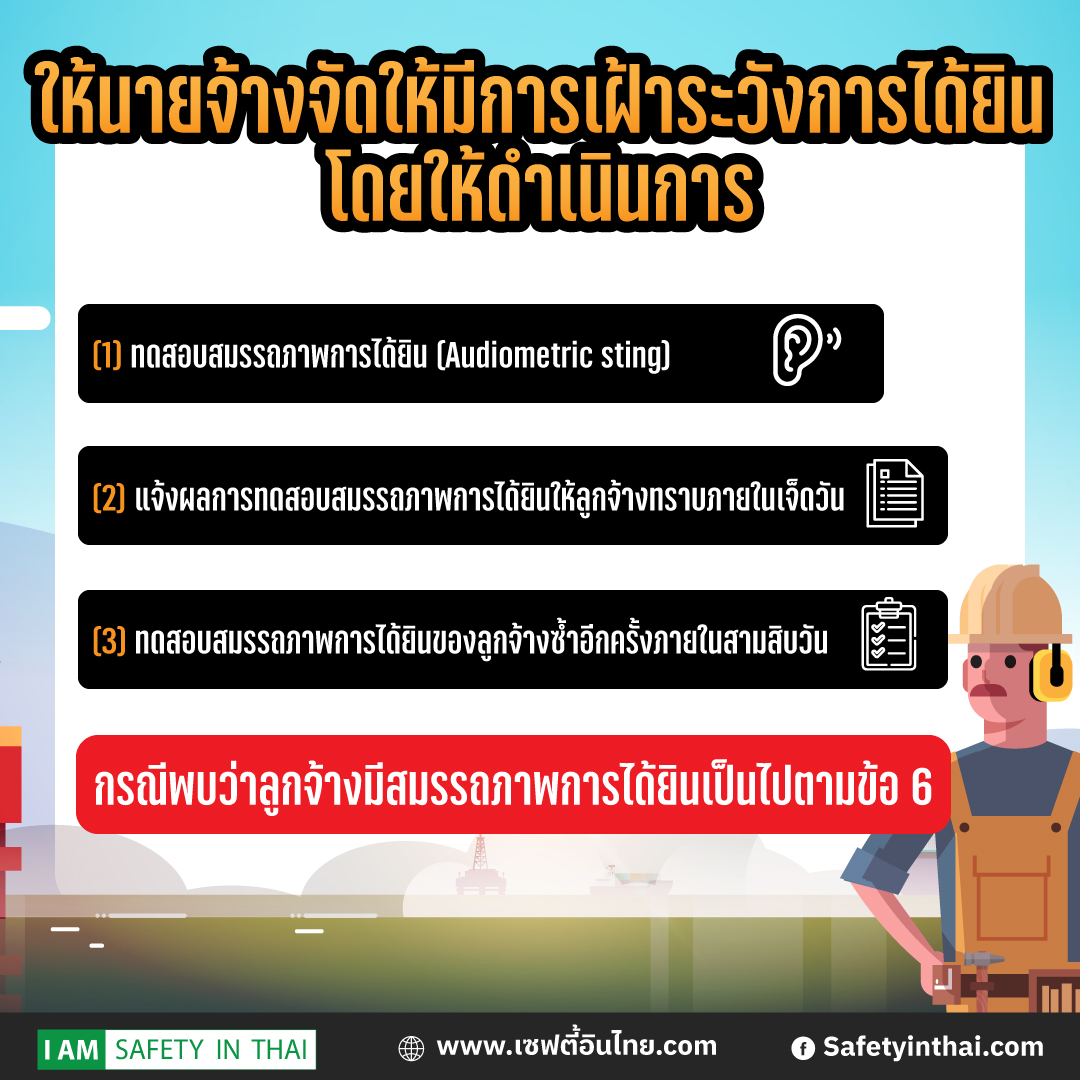 ให้นายจ้างจัดให้มีการเฝ้าระวังการได้ยิน
โดยให้ดำเนินการ
(1) ทดสอบสมรรถภาพการได้ยิน (Audiometric sting)
(2) แจ้งผลการทดสอบสมรรถภาพการได้ยินให้ลูกจ้างทราบภายในเจ็ดวัน
(3) ทดสอบสมรรถภาพการได้ยินของลูกจ้างซ้ำอีกครั้งภายในสามสิบวัน
กรณีพบว่าลูกจ้างมีสมรรถภาพการได้ยินเป็นไปตามข้อ 6
I AM SAFETY IN THAI
www.เซฟตี้อินไทย.com
Safetyinthai.com